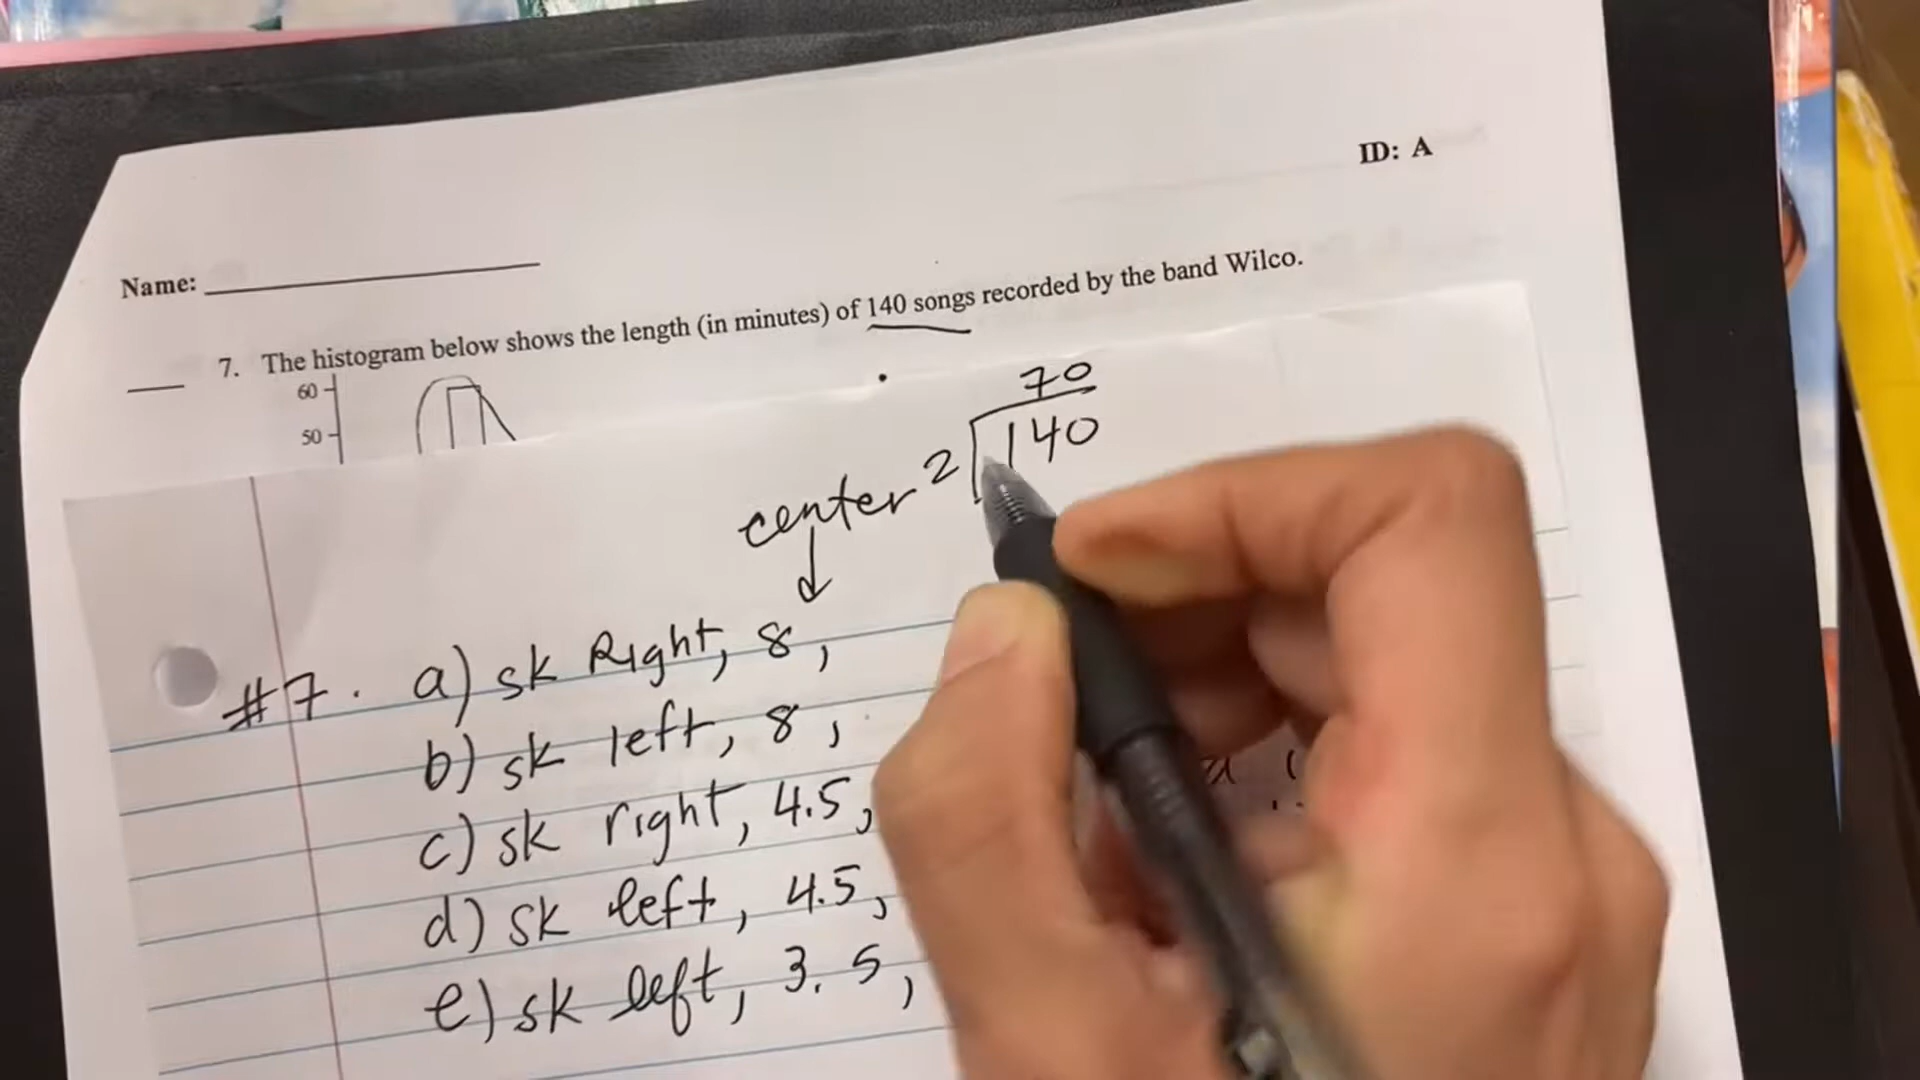 ID: A
Name:
7. The histogram below shows the length (in minutes) of 140 songs recorded by the band Wilco.
60
50
70
2 140
center
#7. a) sk Right, 8,
b) sk left, 8,
c) sk right, 4.5,
d) sk left, 4.5,
e) sk left, 3.5,